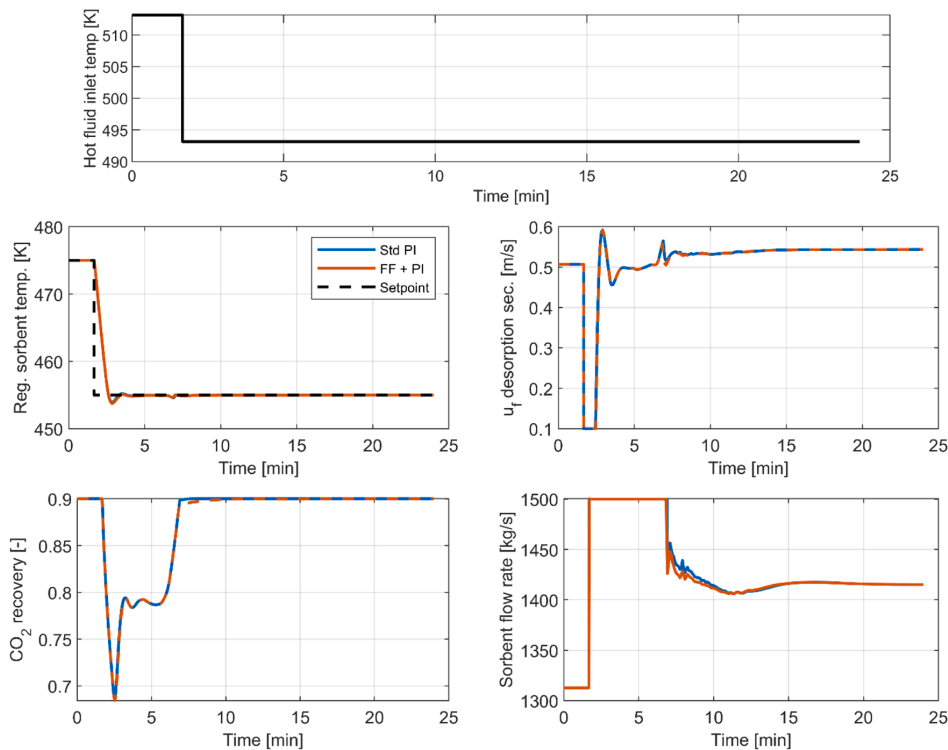 Hot fluid inlet temp [K]
510
505
500
495
490
0 5 10 15 20 25
Time [min]
Reg. sorbent temp. [K]
480
470
460
450
Std PI
FF + PI
Setpoint
0 5 10 15 20 25
Time [min]
u_f desorption sec. [m/s]
0.6
0.5
0.4
0.3
0.2
0.1
0 5 10 15 20 25
Time [min]
CO₂ recovery [-]
0.9
0.85
0.8
0.75
0.7
0 5 10 15 20 25
Time [min]
Sorbent flow rate [kg/s]
1500
1450
1400
1350
1300
0 5 10 15 20 25
Time [min]